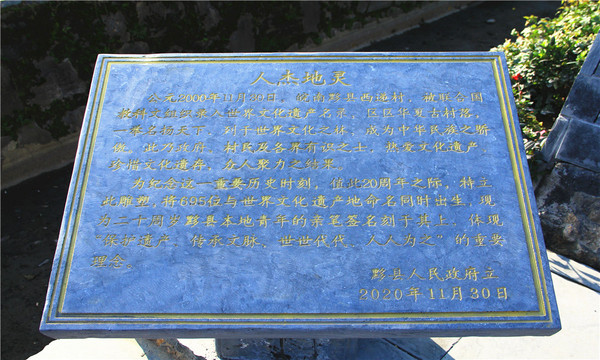 人杰地灵
公元2000年11月30日，皖南黟县西递村，被联合国
教科文组织录入世界文化遗产名录。区区华夏古村落，
一举名扬天下，列于世界文化之林；成为中华民族之骄
傲，此乃政府、村民及各界有识之士，热爱文化遗产，
珍惜文化遗存，众人聚力之结果。
为纪念这一重要历史时刻，值此20周年之际，特立
此雕塑，将695位与世界文化遗产地命名同时出生，现
为二十周岁黟县本地青年的亲笔签名刻于其上，体现
“保护遗产，传承文脉，世世代代，人人为之”的重要
理念。
黟县人民政府立
2020年11月30日